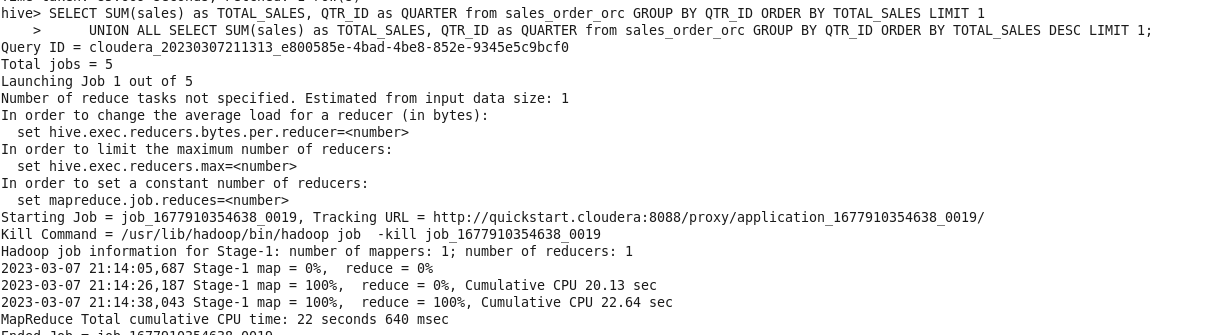 hive> SELECT SUM(sales) as TOTAL_SALES, QTR_ID as QUARTER from sales_order_orc GROUP BY QTR_ID ORDER BY TOTAL_SALES LIMIT 1
    >      UNION ALL SELECT SUM(sales) as TOTAL_SALES, QTR_ID as QUARTER from sales_order_orc GROUP BY QTR_ID ORDER BY TOTAL_SALES DESC LIMIT 1;
Query ID = cloudera_20230307211313_e800585e-4bad-4be8-852e-9345e5c9bcf0
Total jobs = 5
Launching Job 1 out of 5
Number of reduce tasks not specified. Estimated from input data size: 1
In order to change the average load for a reducer (in bytes):
  set hive.exec.reducers.bytes.per.reducer=<number>
In order to limit the maximum number of reducers:
  set hive.exec.reducers.max=<number>
In order to set a constant number of reducers:
  set mapreduce.job.reduces=<number>
Starting Job = job_1677910354638_0019, Tracking URL = http://quickstart.cloudera:8088/proxy/application_1677910354638_0019/
Kill Command = /usr/lib/hadoop/bin/hadoop job  -kill job_1677910354638_0019
Hadoop job information for Stage-1: number of mappers: 1; number of reducers: 1
2023-03-07 21:14:05,687 Stage-1 map = 0%,  reduce = 0%
2023-03-07 21:14:26,187 Stage-1 map = 100%,  reduce = 0%, Cumulative CPU 20.13 sec
2023-03-07 21:14:38,043 Stage-1 map = 100%,  reduce = 100%, Cumulative CPU 22.64 sec
MapReduce Total cumulative CPU time: 22 seconds 640 msec
Ended Job = job_1677910354638_0019